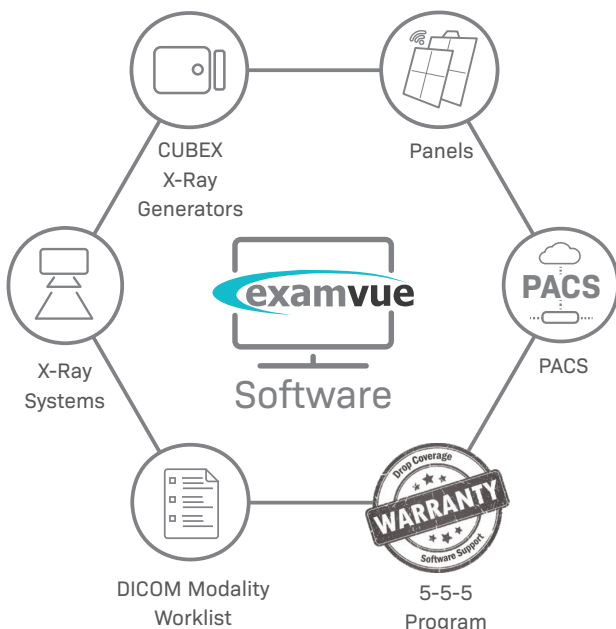 CUBEX
X-Ray
Generators
Panels
X-Ray
Systems
examvue
Software
PACS
PACS
DICOM Modality
Worklist
Drop Coverage
WARRANTY
Software Support
5-5-5
Program